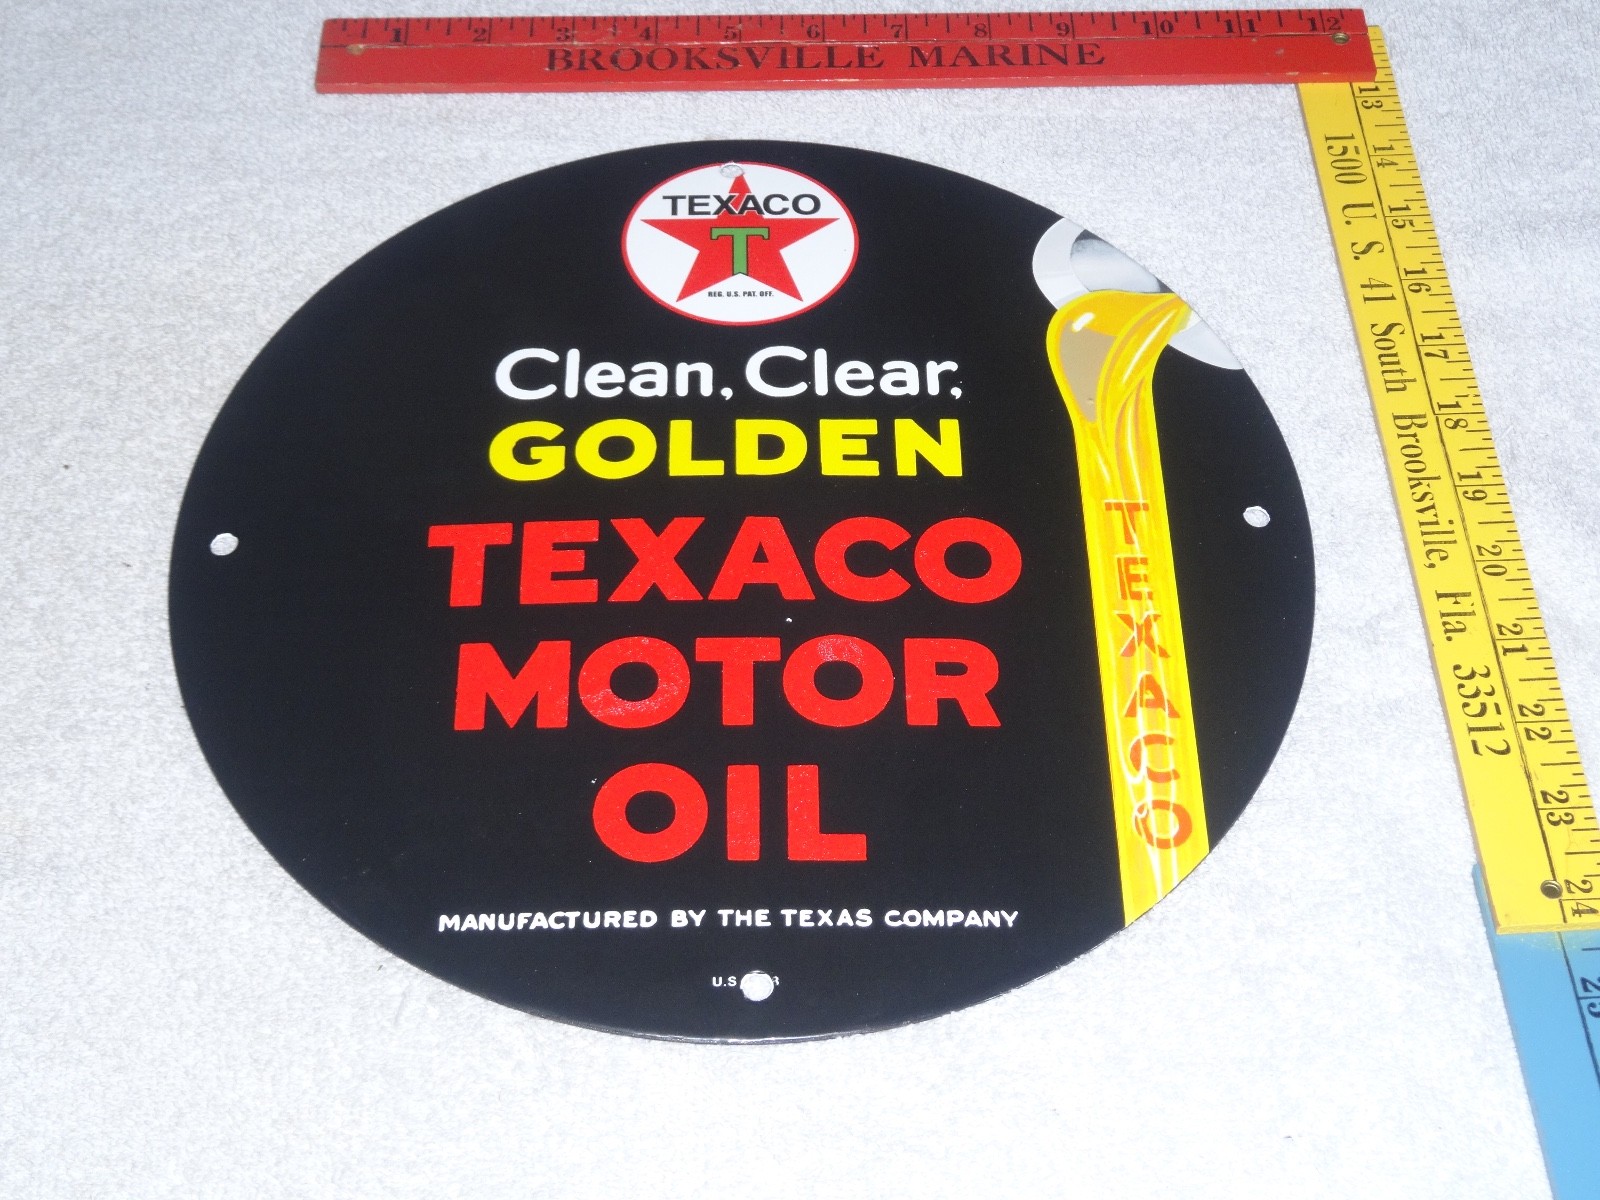 1 2 3 4 5 6 7 8 9 10 11 12
BROOKSVILLE MARINE
13 14 15 16 17 18 19 20 21 22 23 24
1500 U. S. 41 South Brooksville, Fla. 33512
25
TEXACO
T
REG. U.S. PAT. OFF.
Clean, Clear,
GOLDEN
TEXACO
MOTOR
OIL
TEXACO
MANUFACTURED BY THE TEXAS COMPANY
U.S